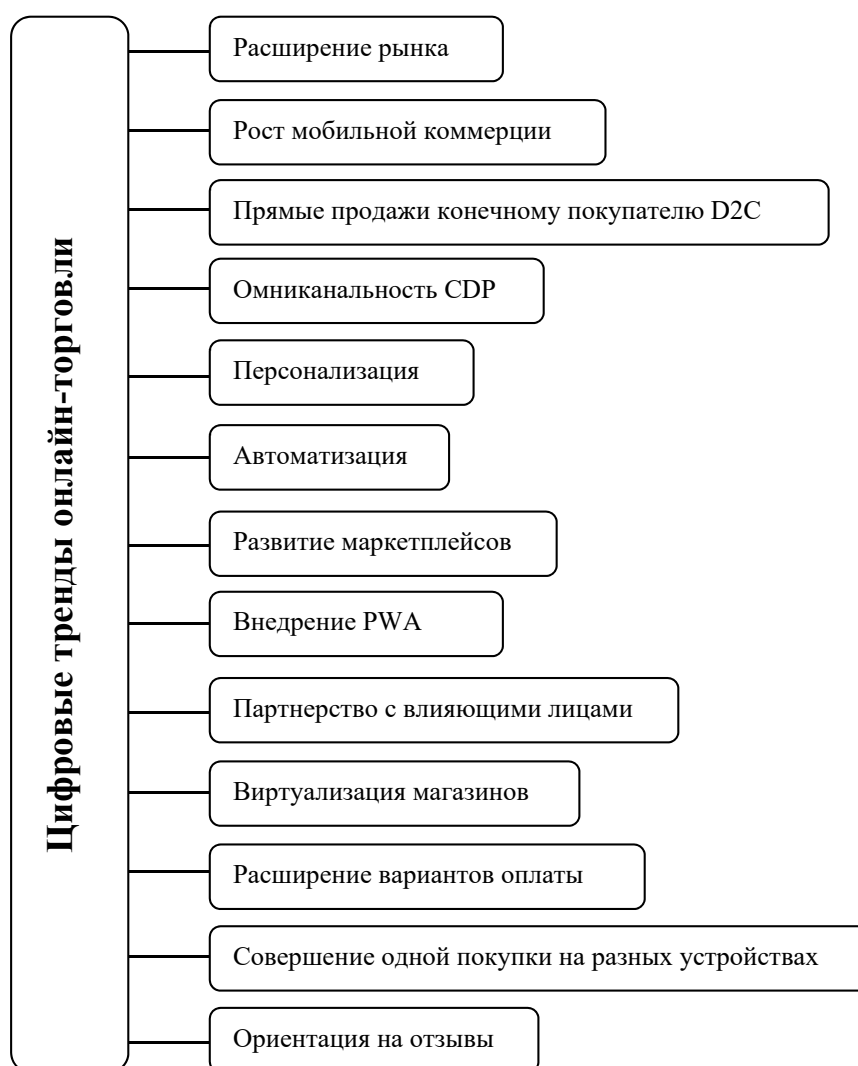 Цифровые тренды онлайн-торговли
Расширение рынка
Рост мобильной коммерции
Прямые продажи конечному покупателю D2C
Омниканальность CDP
Персонализация
Автоматизация
Развитие маркетплейсов
Внедрение PWA
Партнерство с влияющими лицами
Виртуализация магазинов
Расширение вариантов оплаты
Совершение одной покупки на разных устройствах
Ориентация на отзывы